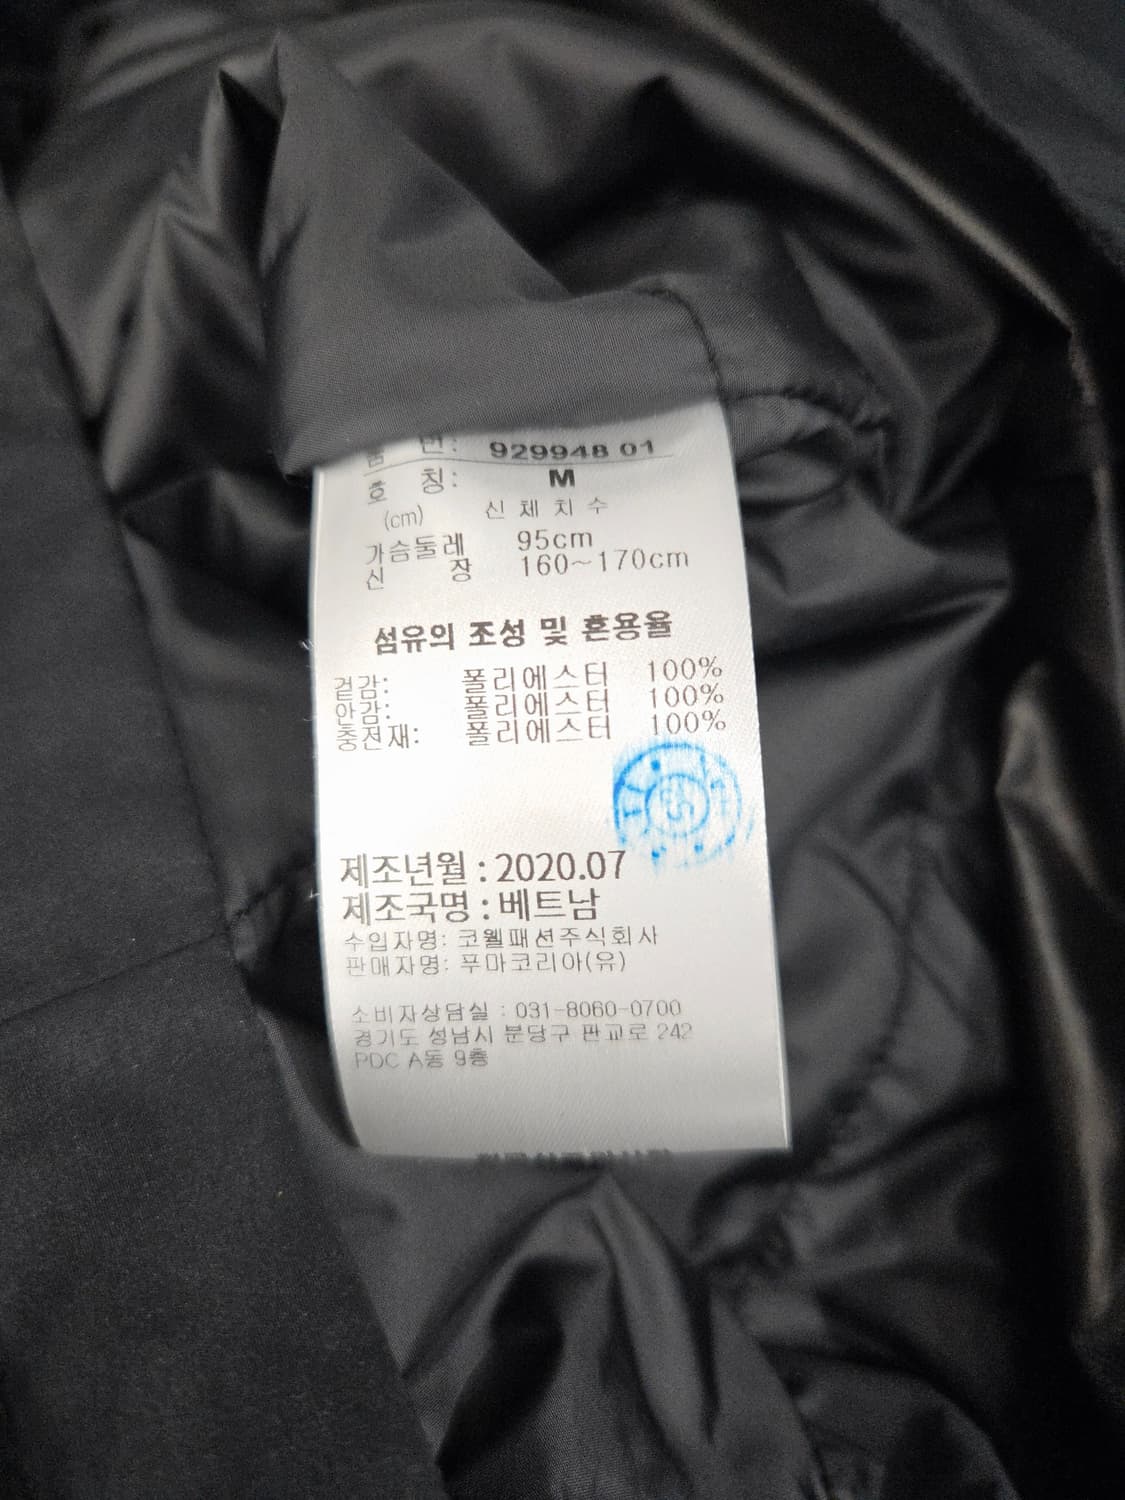 품 번: 929948 01
호 칭: M
(cm) 신체치수
가슴둘레 95cm
신 장 160~170cm
섬유의 조성 및 혼용율
겉감: 폴리에스터 100%
안감: 폴리에스터 100%
충전재: 폴리에스터 100%
제조년월 : 2020.07
제조국명 : 베트남
수입자명: 코웰패션주식회사
판매자명: 푸마코리아(유)
소비자상담실 : 031-8060-0700
경기도 성남시 분당구 판교로 242
PDC A동 9층